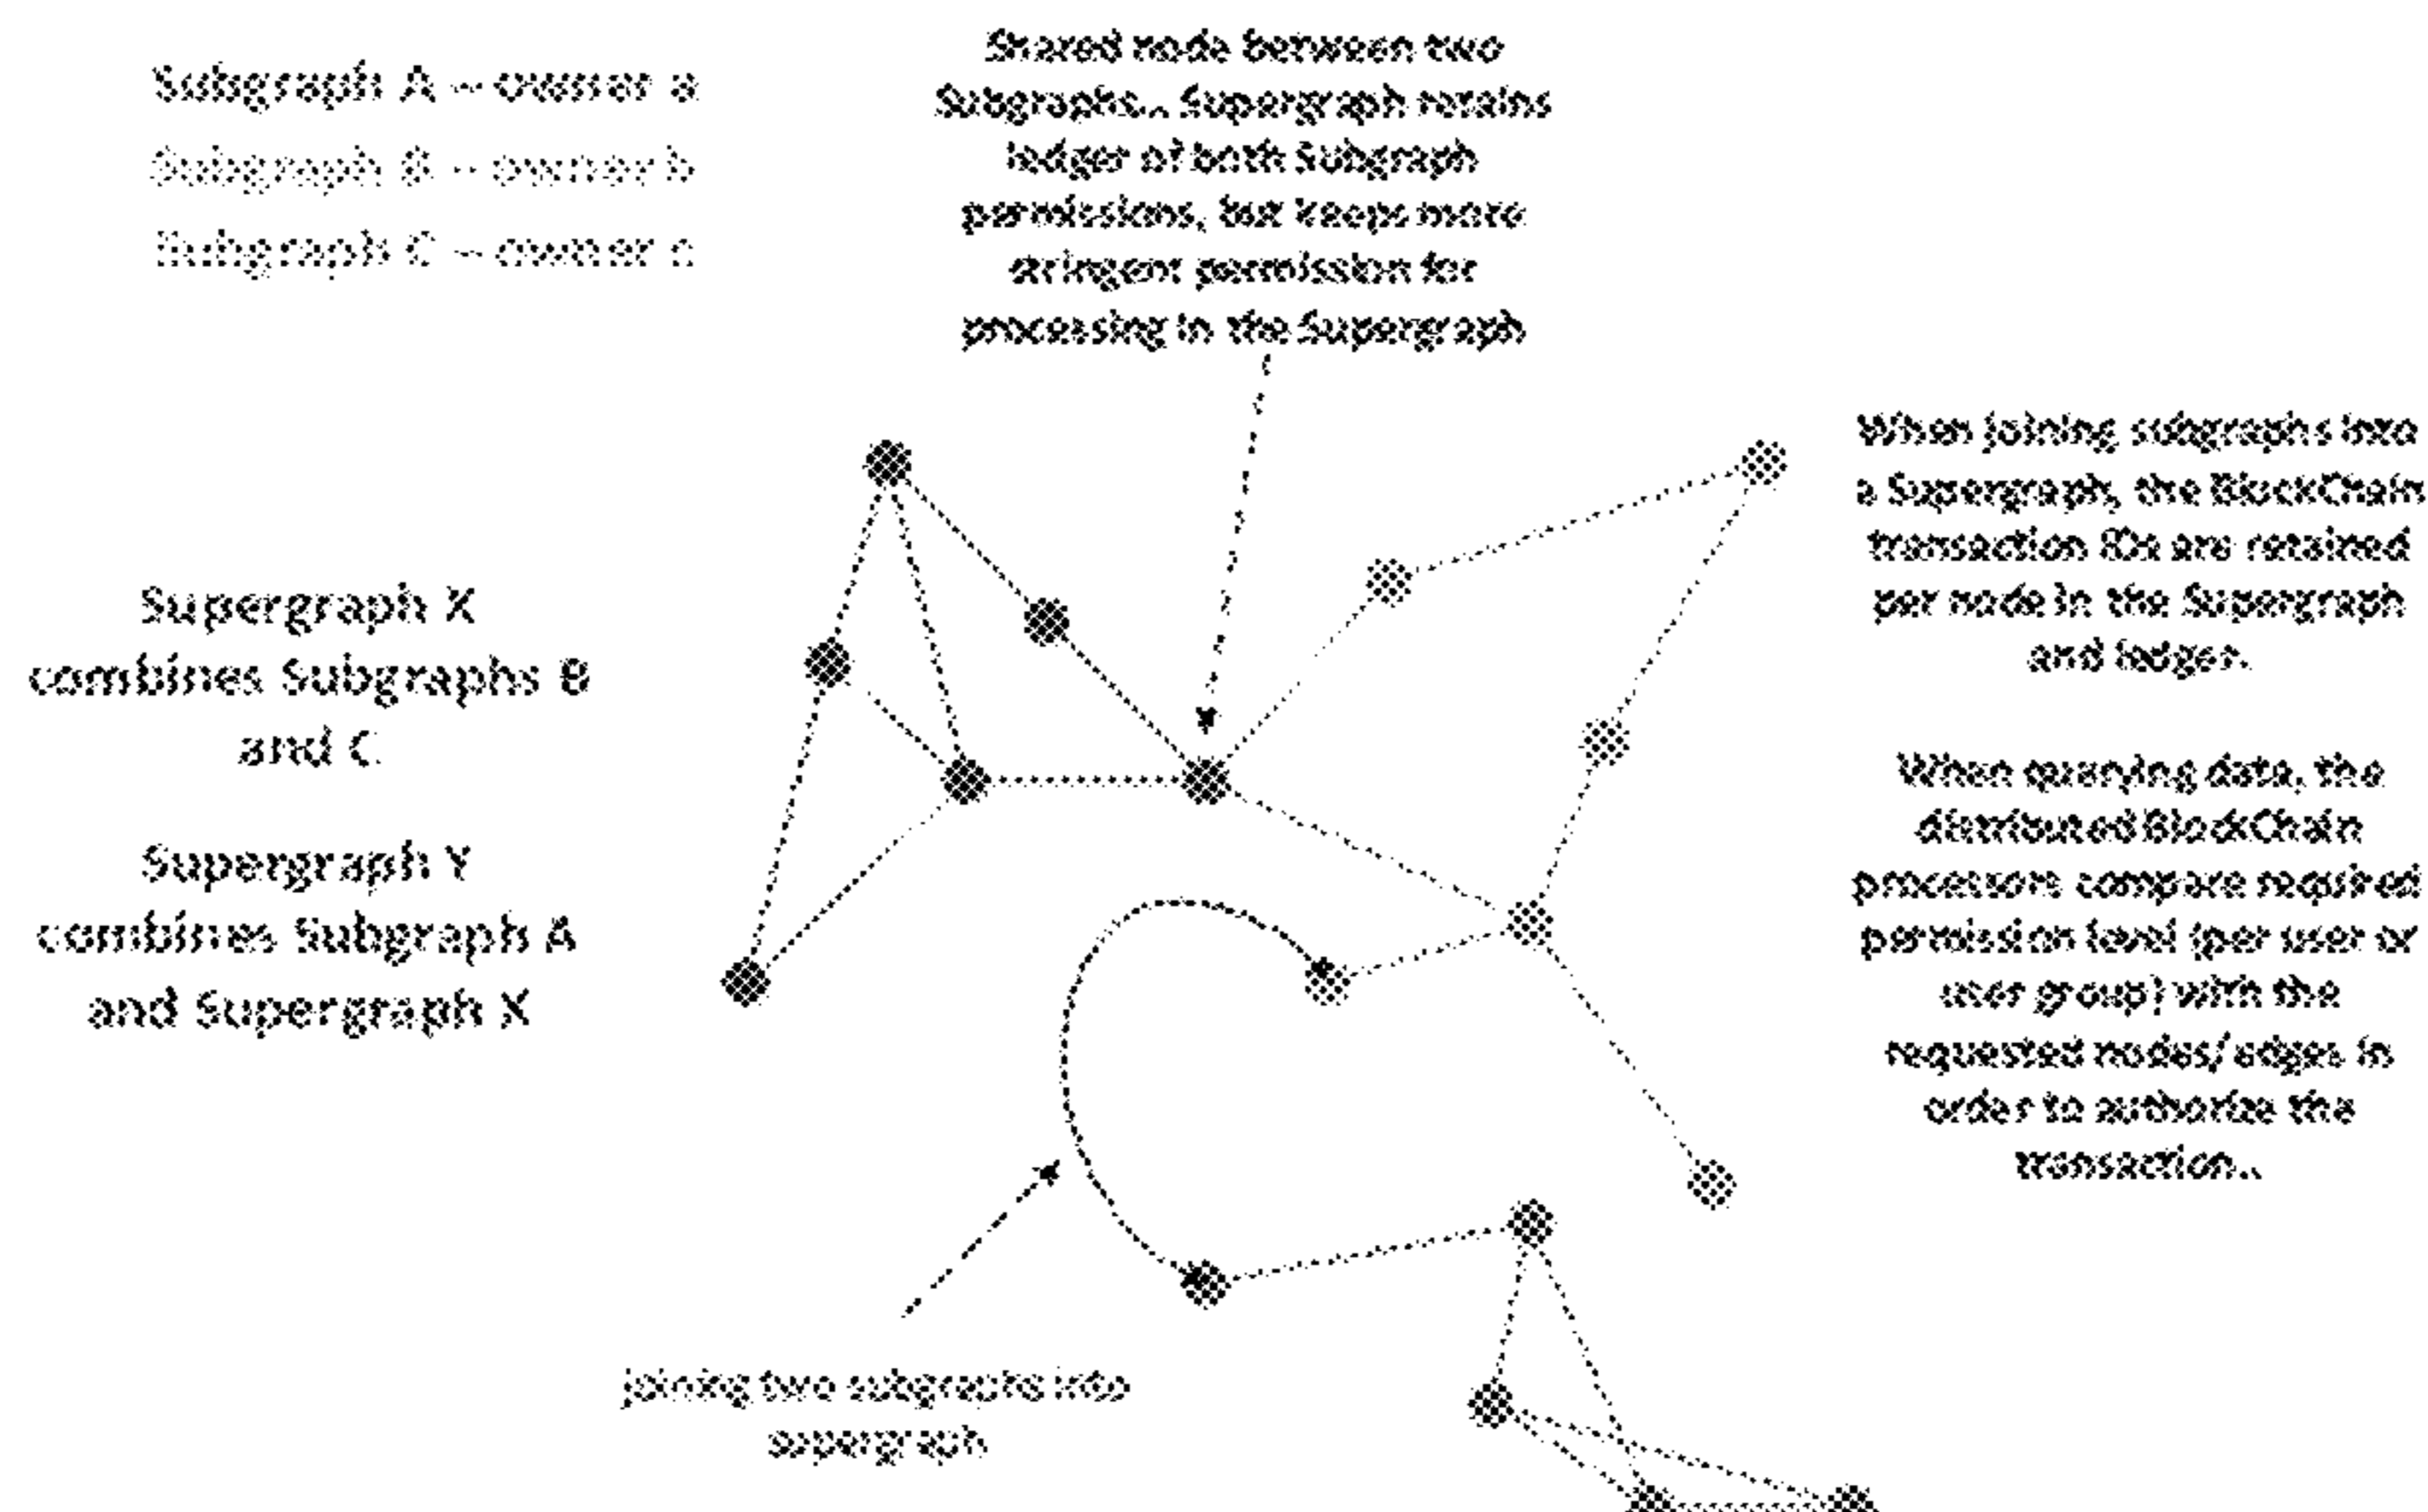 Subgraph A – owner a
Subgraph B – owner b
Subgraph C – owner c
Shared node between two
Subgraphs.. Supergraph retains
ledger of both Subgraph
permissions, but keeps more
stringent permission for
processing in the Supergraph
Supergraph X
combines Subgraphs B
and C
Supergraph Y
combines Subgraph A
and Supergraph X
When joining subgraphs into
a Supergraph, the BlockChain
transaction IDs are retained
per node in the Supergraph
and ledger.
When querying data, the
distributed BlockChain
processors compare required
permission level (per user or
user group) with the
requested nodes/edges in
order to authorize the
transaction..
Joining two subgraphs into
supergraph